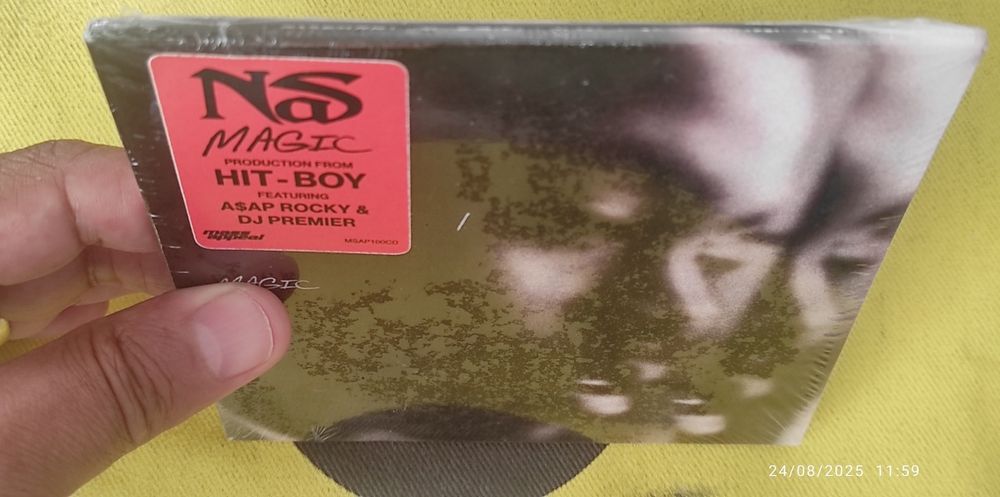 NaS
MAGIC
PRODUCTION FROM
HIT-BOY
FEATURING
A$AP ROCKY &
DJ PREMIER
mass
appeal
MSAP100CD
MAGIC
24/08/2025 11:59